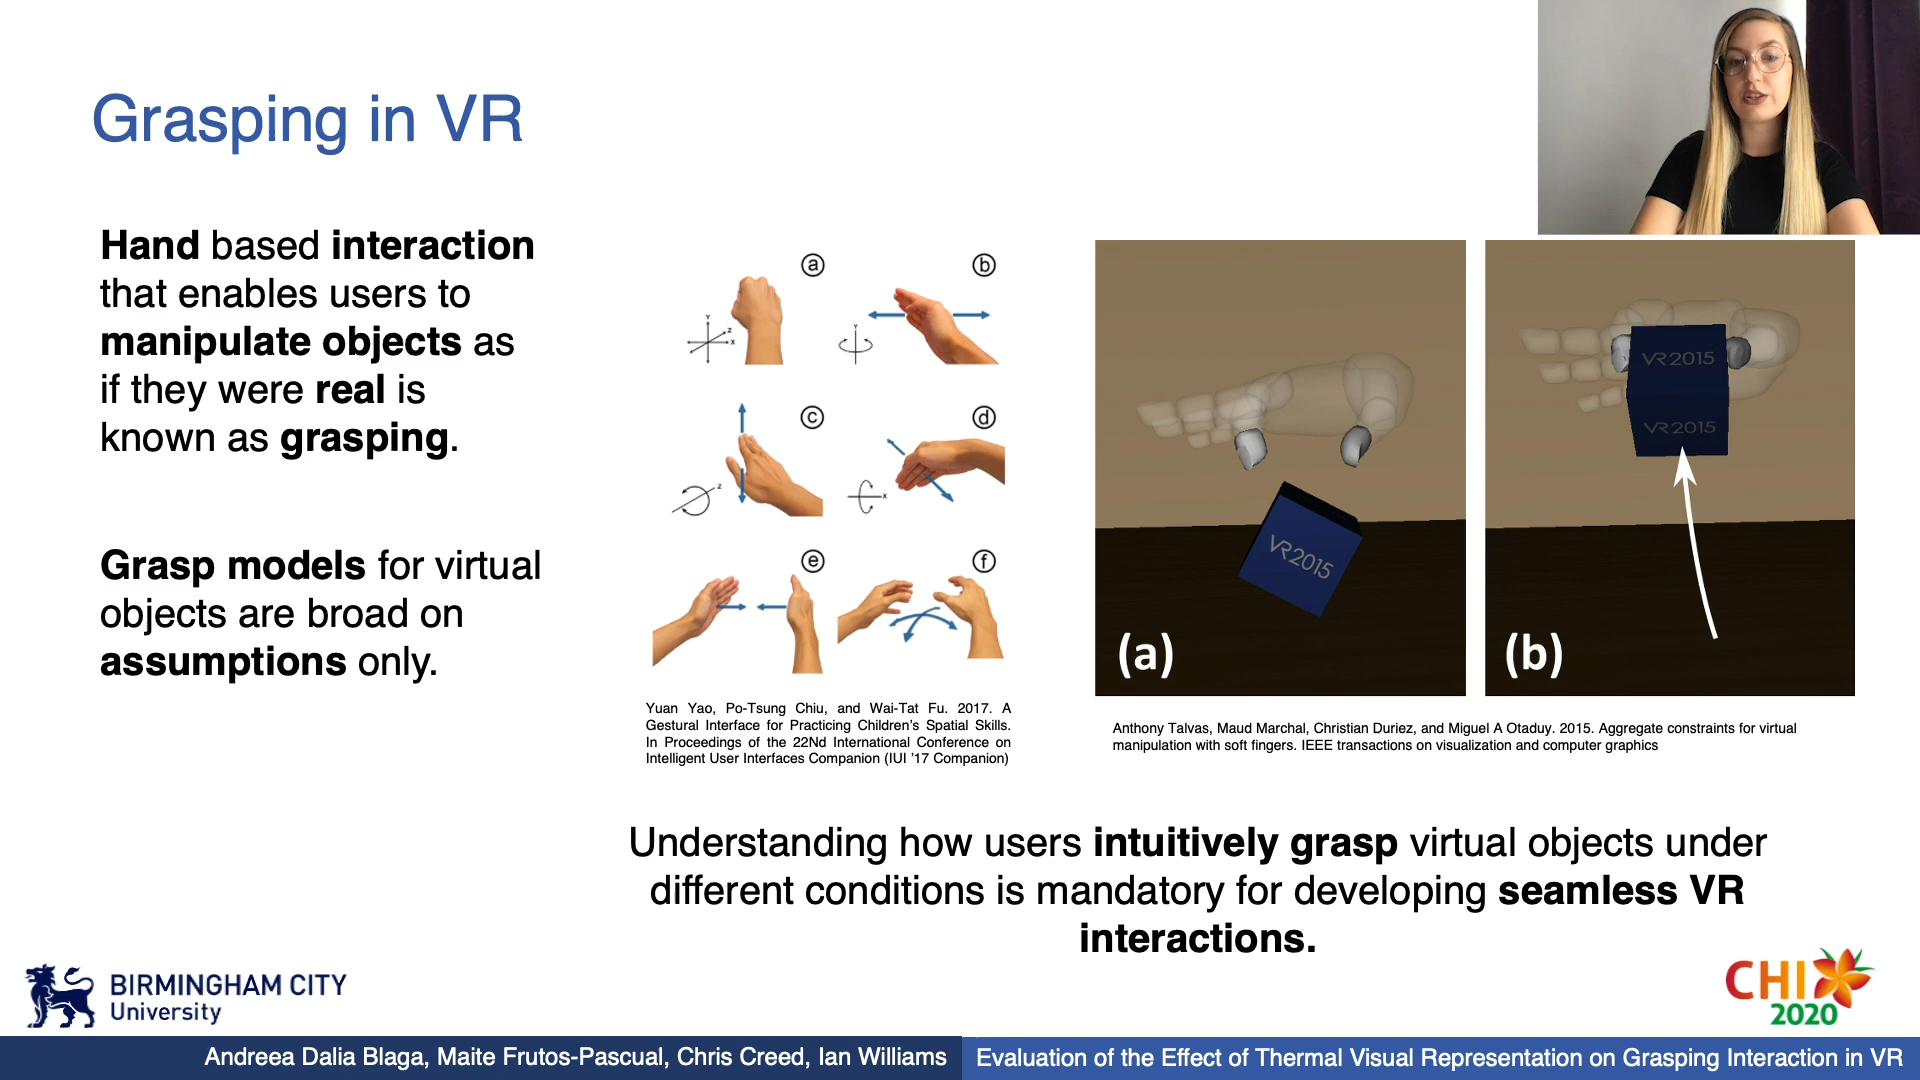 Grasping in VR
Hand based interaction
that enables users to
manipulate objects as
if they were real is
known as grasping.
Grasp models for virtual
objects are broad on
assumptions only.
a
b
Y
Z
X
Y
c
d
Z
X
e
f
Yuan Yao, Po-Tsung Chiu, and Wai-Tat Fu. 2017. A
Gestural Interface for Practicing Children's Spatial Skills.
In Proceedings of the 22Nd International Conference on
Intelligent User Interfaces Companion (IUI '17 Companion)
VR2015
(a)
VR2015
VR2015
(b)
Anthony Talvas, Maud Marchal, Christian Duriez, and Miguel A Otaduy. 2015. Aggregate constraints for virtual
manipulation with soft fingers. IEEE transactions on visualization and computer graphics
Understanding how users intuitively grasp virtual objects under
different conditions is mandatory for developing seamless VR
interactions.
BIRMINGHAM CITY
University
CHI
2020
Andreea Dalia Blaga, Maite Frutos-Pascual, Chris Creed, Ian Williams
Evaluation of the Effect of Thermal Visual Representation on Grasping Interaction in VR